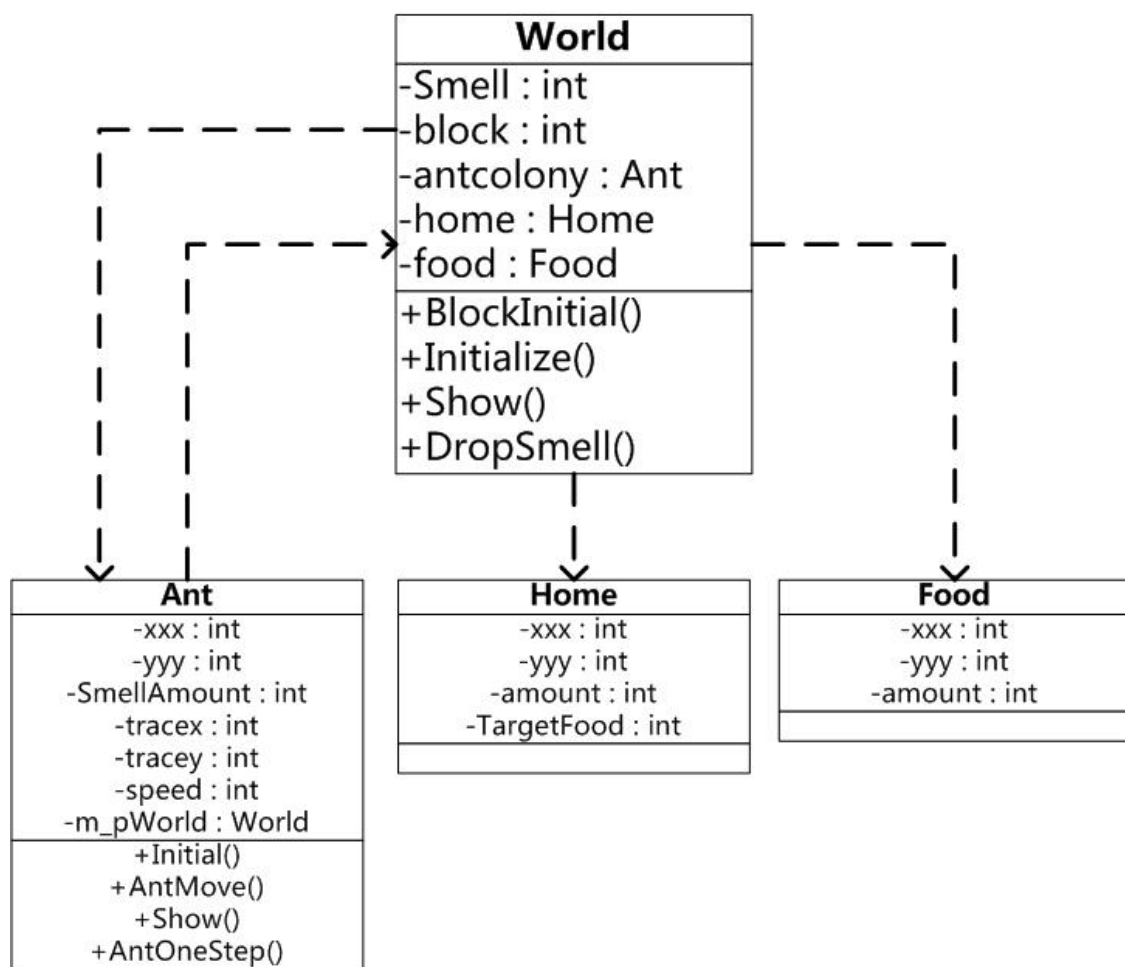 World
-Smell : int
-block : int
-antcolony : Ant
-home : Home
-food : Food
+BlockInitial()
+Initialize()
+Show()
+DropSmell()
Ant
-xxx : int
-yyy : int
-SmellAmount : int
-tracex : int
-tracey : int
-speed : int
-m_pWorld : World
+Initial()
+AntMove()
+Show()
+AntOneStep()
Home
-xxx : int
-yyy : int
-amount : int
-TargetFood : int
Food
-xxx : int
-yyy : int
-amount : int